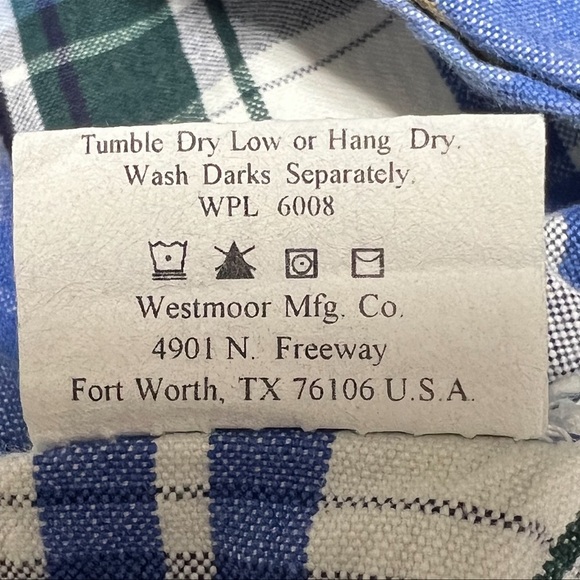 Tumble Dry Low or Hang Dry.
Wash Darks Separately.
WPL 6008
Westmoor Mfg. Co.
4901 N. Freeway
Fort Worth, TX 76106 U.S.A.